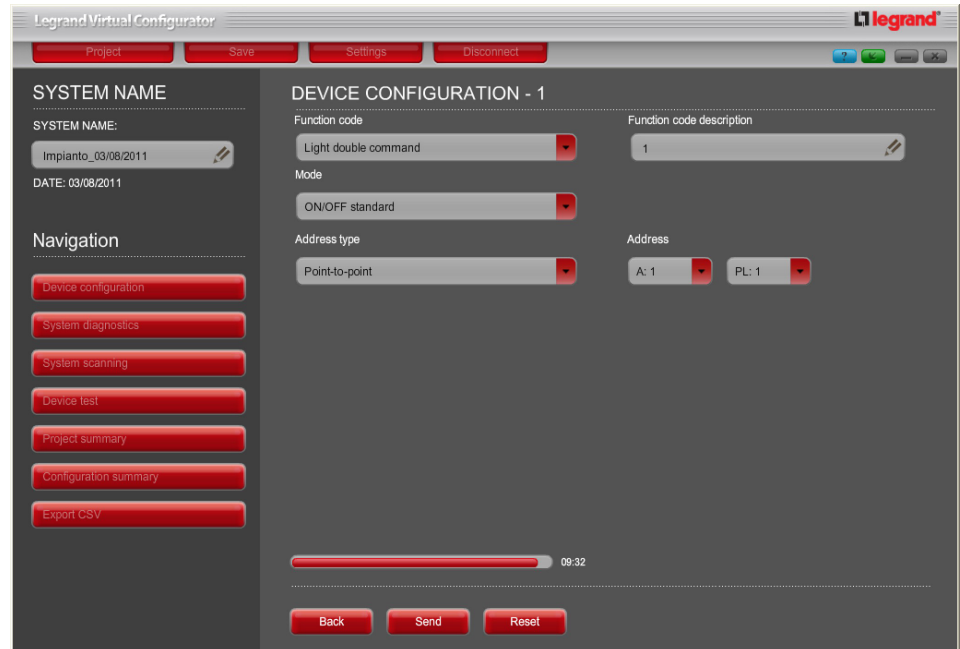 Legrand Virtual Configurator
legrand®
Project
Save
Settings
Disconnect
?
SYSTEM NAME
SYSTEM NAME:
Impianto_03/08/2011
DATE: 03/08/2011
Navigation
Device configuration
System diagnostics
System scanning
Device test
Project summary
Configuration summary
Export CSV
DEVICE CONFIGURATION - 1
Function code
Function code description
Light double command
1
Mode
ON/OFF standard
Address type
Address
Point-to-point
A: 1
PL: 1
09:32
Back
Send
Reset